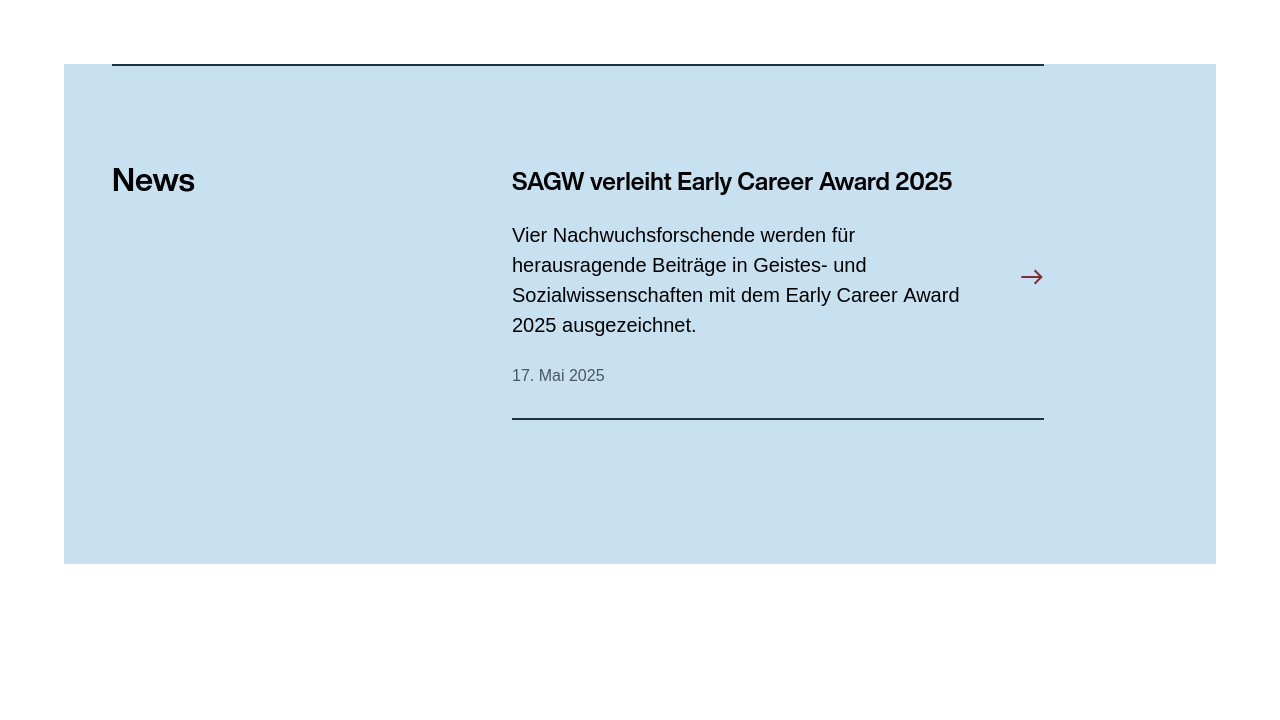 News
SAGW verleiht Early Career Award 2025
Vier Nachwuchsforschende werden für
herausragende Beiträge in Geistes- und
Sozialwissenschaften mit dem Early Career Award
2025 ausgezeichnet.
17. Mai 2025